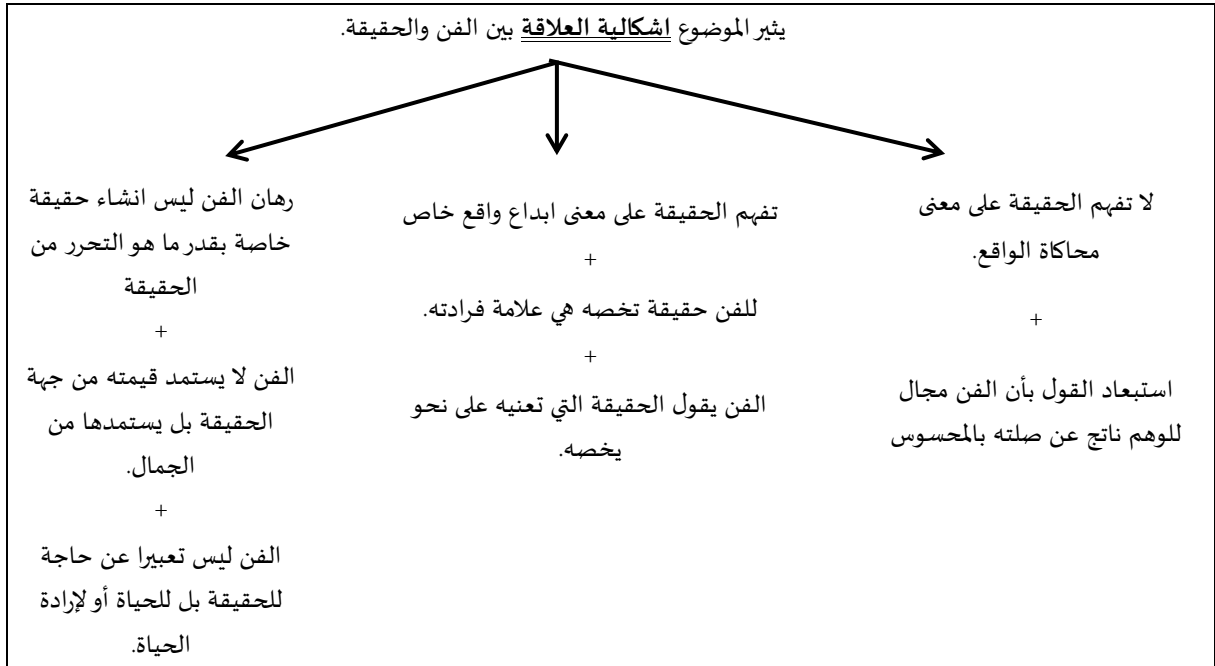 يثير الموضوع اشكالية العلاقة بين الفن والحقيقة.
لا تفهم الحقيقة على معنى
محاكاة الواقع.
+
استبعاد القول بأن الفن مجال
للوهم ناتج عن صلته بالمحسوس
تفهم الحقيقة على معنى ابداع واقع خاص
+
للفن حقيقة تخصه هي علامة فرادته.
+
الفن يقول الحقيقة التي تعنيه على نحو
يخصه.
رهان الفن ليس انشاء حقيقة
خاصة بقدر ما هو التحرر من
الحقيقة
+
الفن لا يستمد قيمته من جهة
الحقيقة بل يستمدها من
الجمال.
+
الفن ليس تعبيرا عن حاجة
للحقيقة بل للحياة أو لإرادة
الحياة.